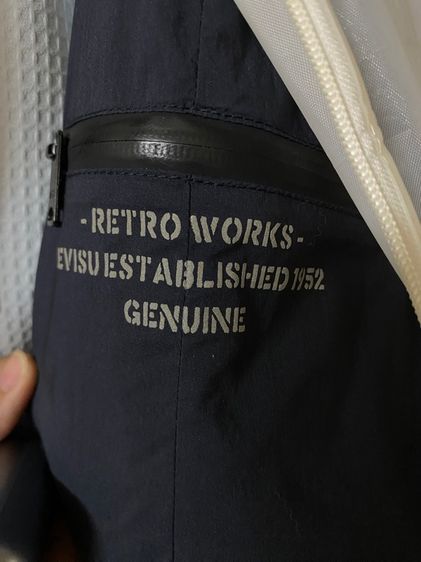 - RETRO WORKS -
EVISU ESTABLISHED 1952
GENUINE